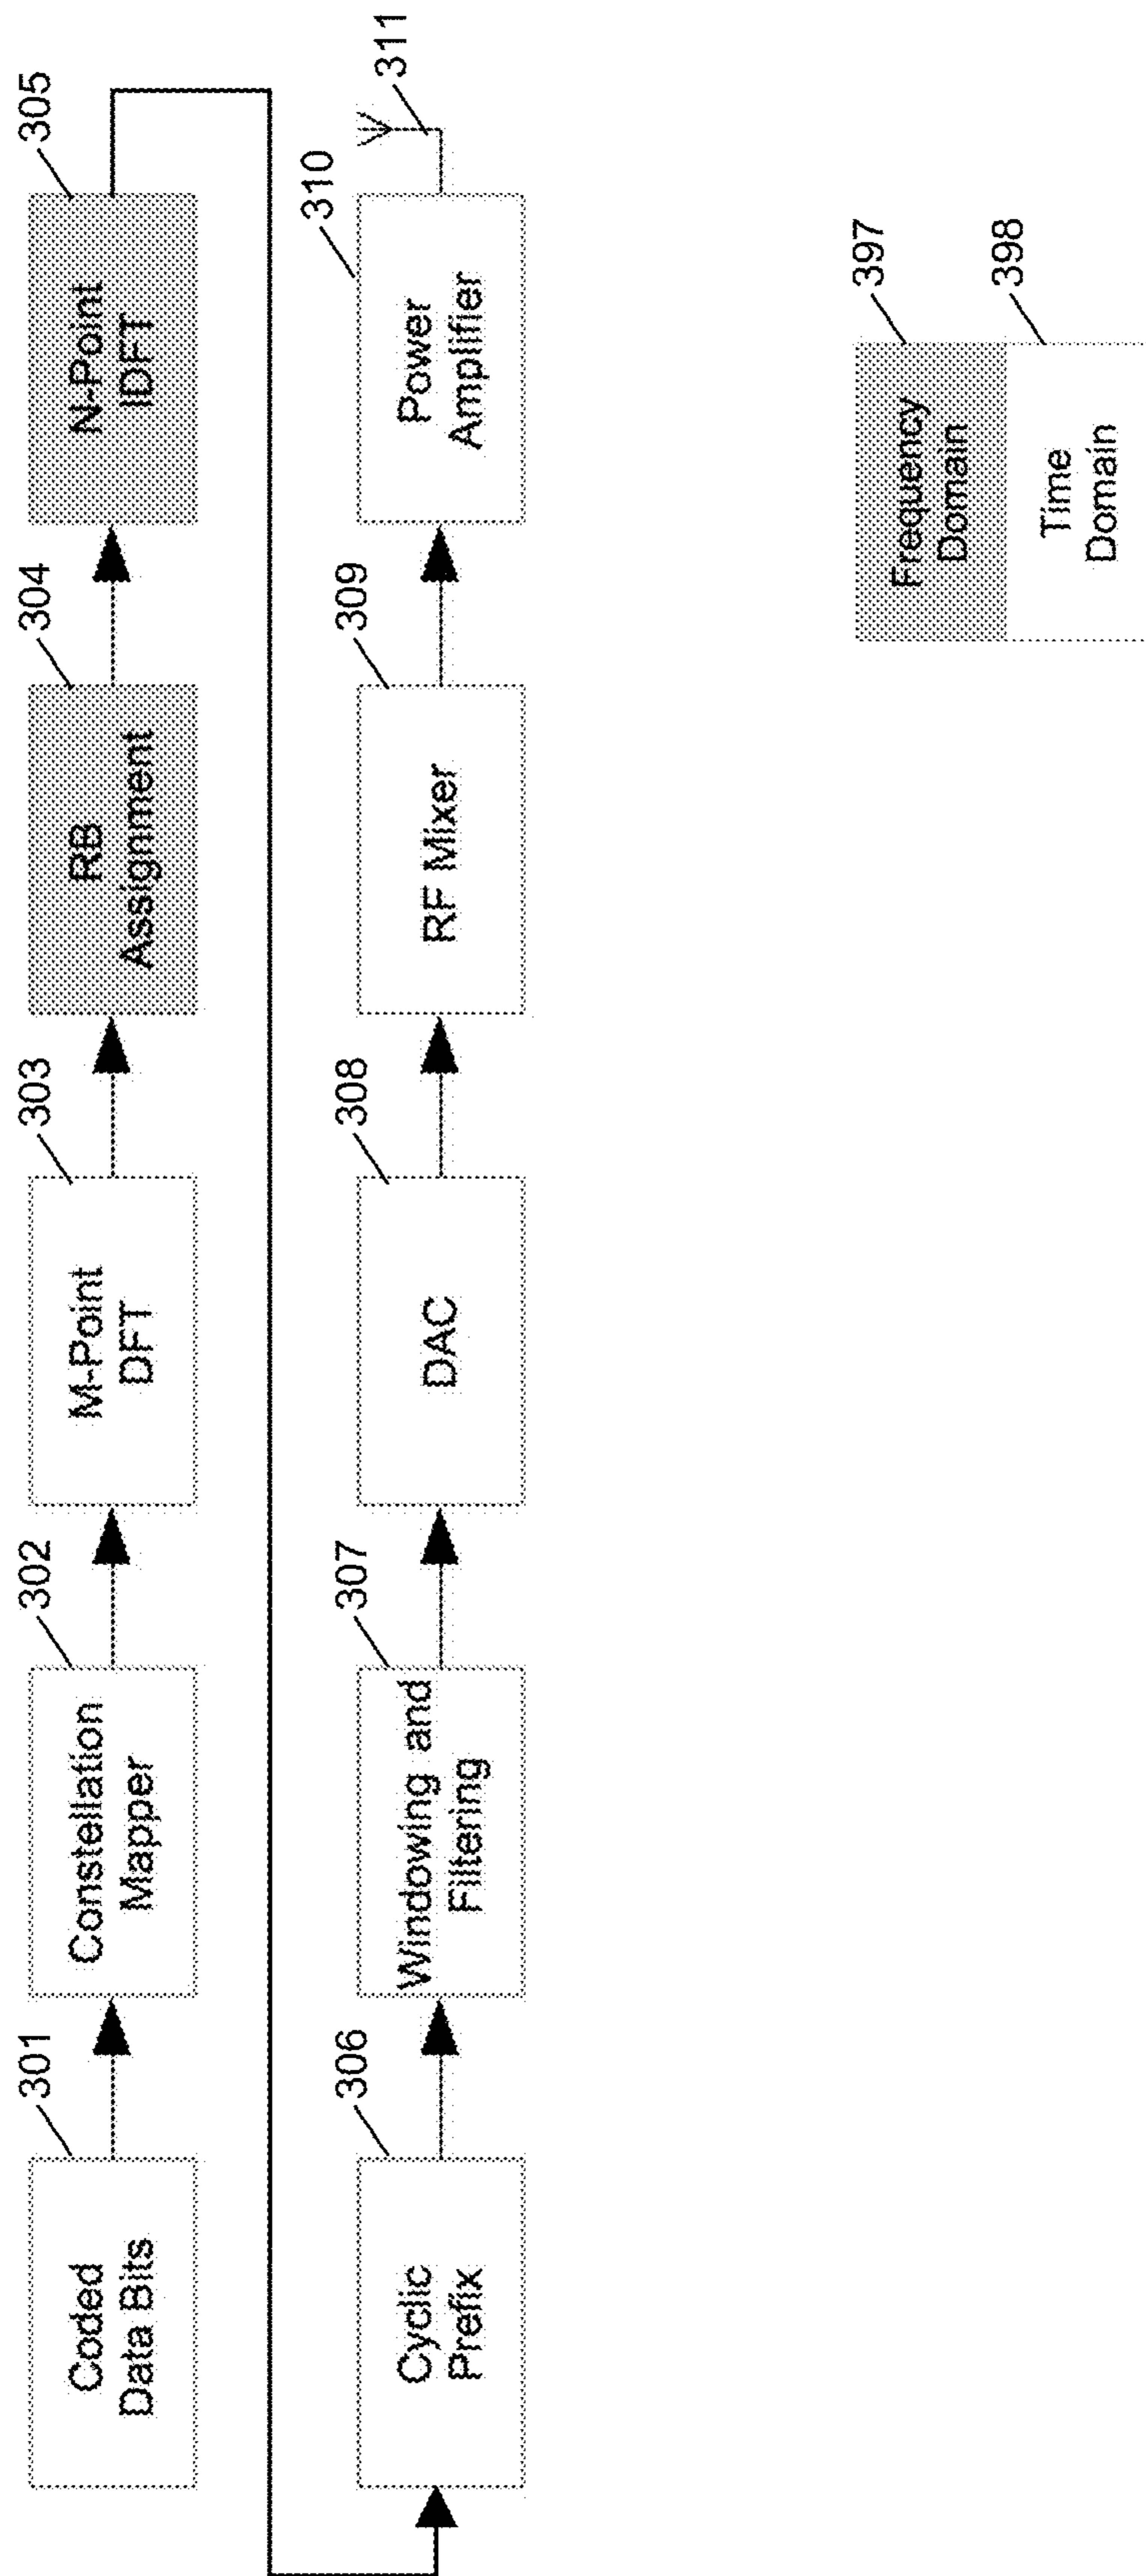 301
Coded
Data Bits
302
Constellation
Mapper
303
M-Point
DFT
304
RB
Assignment
305
N-Point
IDFT
306
Cyclic
Prefix
307
Windowing and
Filtering
308
DAC
309
RF Mixer
310
Power
Amplifier
311
397
Frequency
Domain
398
Time
Domain